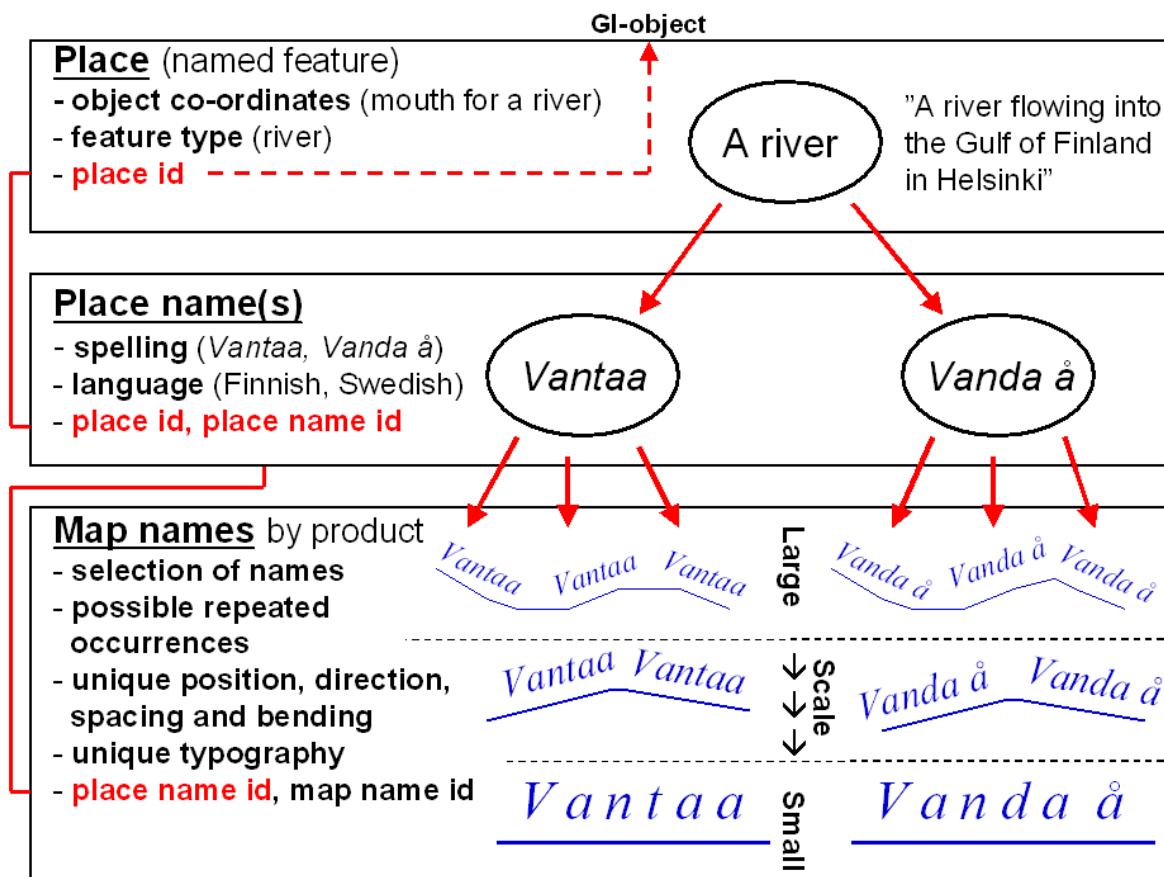 GI-object
Place (named feature)
- object co-ordinates (mouth for a river)
- feature type (river)
- place id
A river
”A river flowing into
the Gulf of Finland
in Helsinki”
Place name(s)
- spelling (Vantaa, Vanda å)
- language (Finnish, Swedish)
- place id, place name id
Vantaa
Vanda å
Map names by product
- selection of names
- possible repeated
occurrences
- unique position, direction,
spacing and bending
- unique typography
- place name id, map name id
Vantaa Vantaa Vantaa
Large
Vanda å Vanda å Vanda å
Vantaa Vantaa
Scale
Vanda å Vanda å
Vantaa
Small
Vanda å